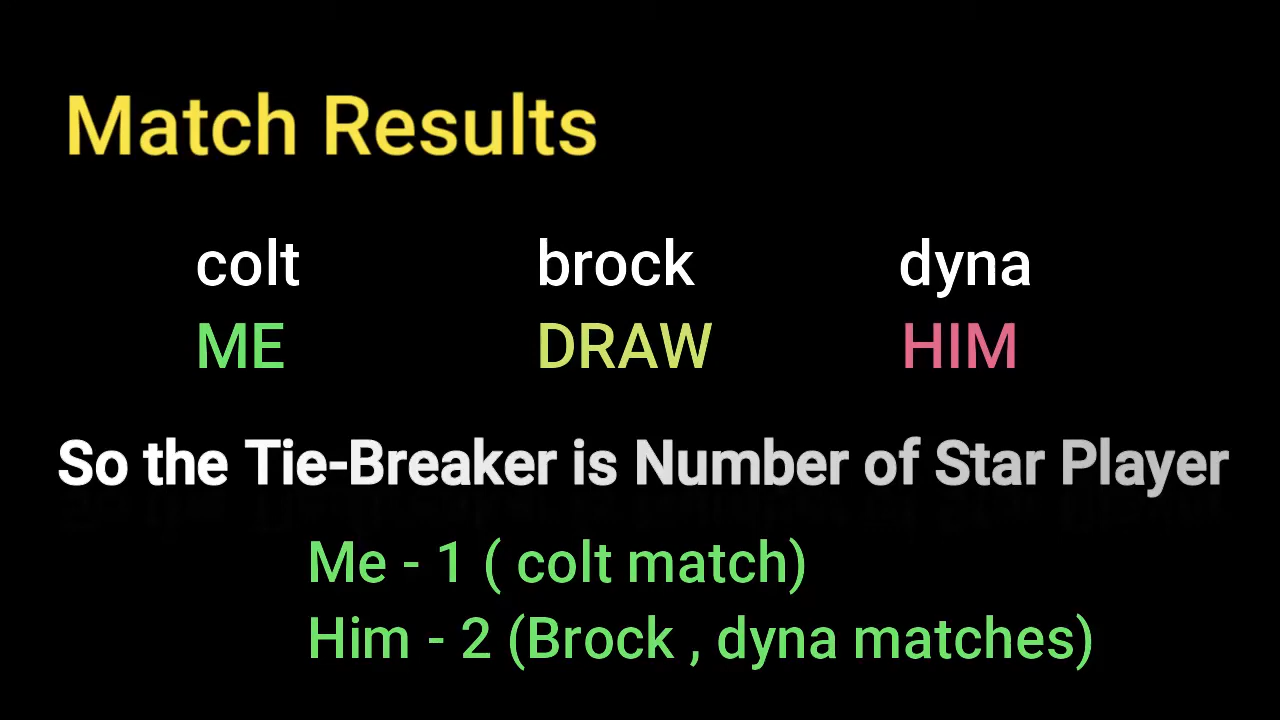 Match Results
colt brock dyna
ME DRAW HIM
So the Tie-Breaker is Number of Star Player
Me - 1 ( colt match)
Him - 2 (Brock , dyna matches)